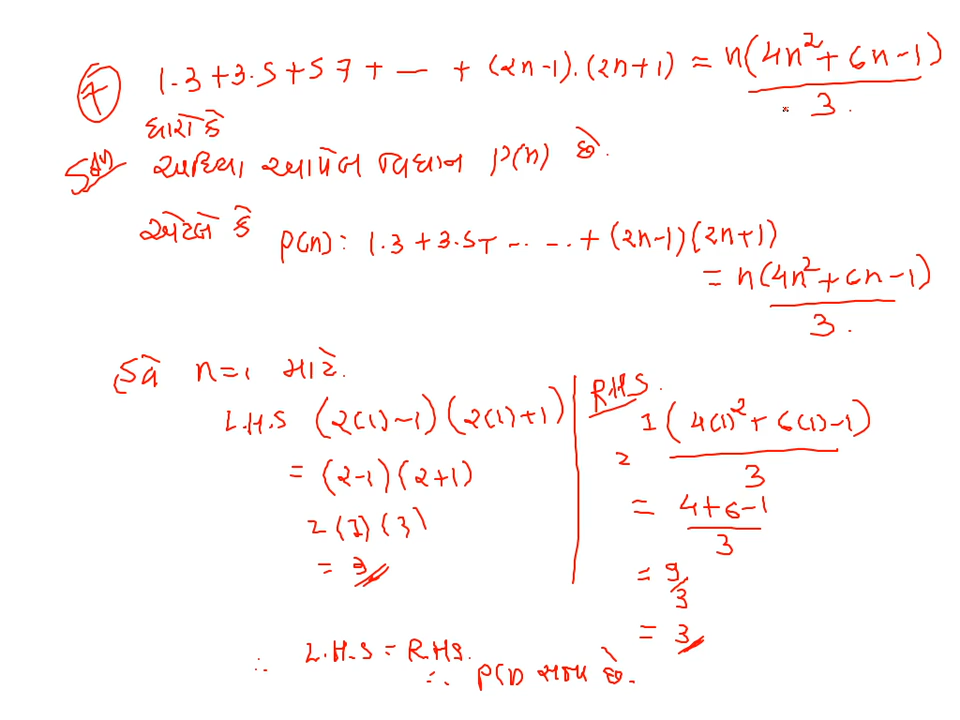 (7) 1.3 + 3.5 + 5 7 + — + (2n-1).(2n+1) = n(4n²+6n-1)/3.
ધારો કે
Solⁿ અહિયા આપેલ વિધાન P(n) છે.
એટલે કે P(n): 1.3 + 3.5 + ... ... + (2n-1)(2n+1)
= n(4n²+6n-1)/3.
હવે n=1 માટે.
L.H.S (2(1)-1)(2(1)+1)
= (2-1)(2+1)
= (1)(3)
= 3
R.H.S.
= 1(4(1)²+6(1)-1)/3
= 4+6-1/3
= 9/3
= 3
∴ L.H.S = R.H.S.
∴ P(1) સત્ય છે.